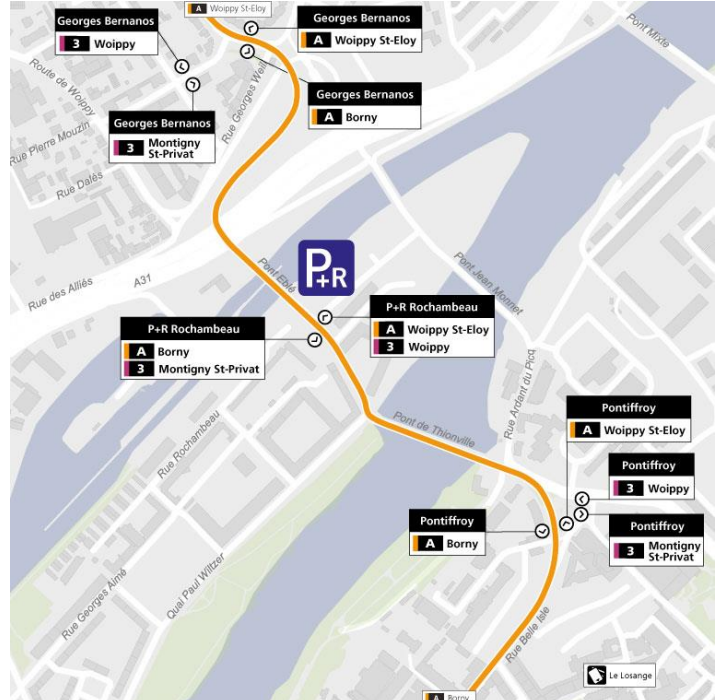 A Woippy St-Eloy
Georges Bernanos
3 Woippy
Georges Bernanos
A Woippy St-Eloy
Pont Mixte
Route de Woippy
Rue Georges Weil
Georges Bernanos
A Borny
Georges Bernanos
3 Montigny
St-Privat
Rue Pierre Mouzin
Rue Dalés
Rue des Alliés
A31
Pont Eblé
P+R
Pont Jean Monnet
P+R Rochambeau
A Borny
3 Montigny St-Privat
P+R Rochambeau
A Woippy St-Eloy
3 Woippy
Rue Ardant du Picq
Pont de Thionville
Rue Rochambeau
Pontiffroy
A Woippy St-Eloy
Pontiffroy
3 Woippy
Pontiffroy
A Borny
Pontiffroy
3 Montigny
St-Privat
Rue Georges Aimé
Quai Paul Wiltzer
Rue Belle Isle
Le Losange
A Borny